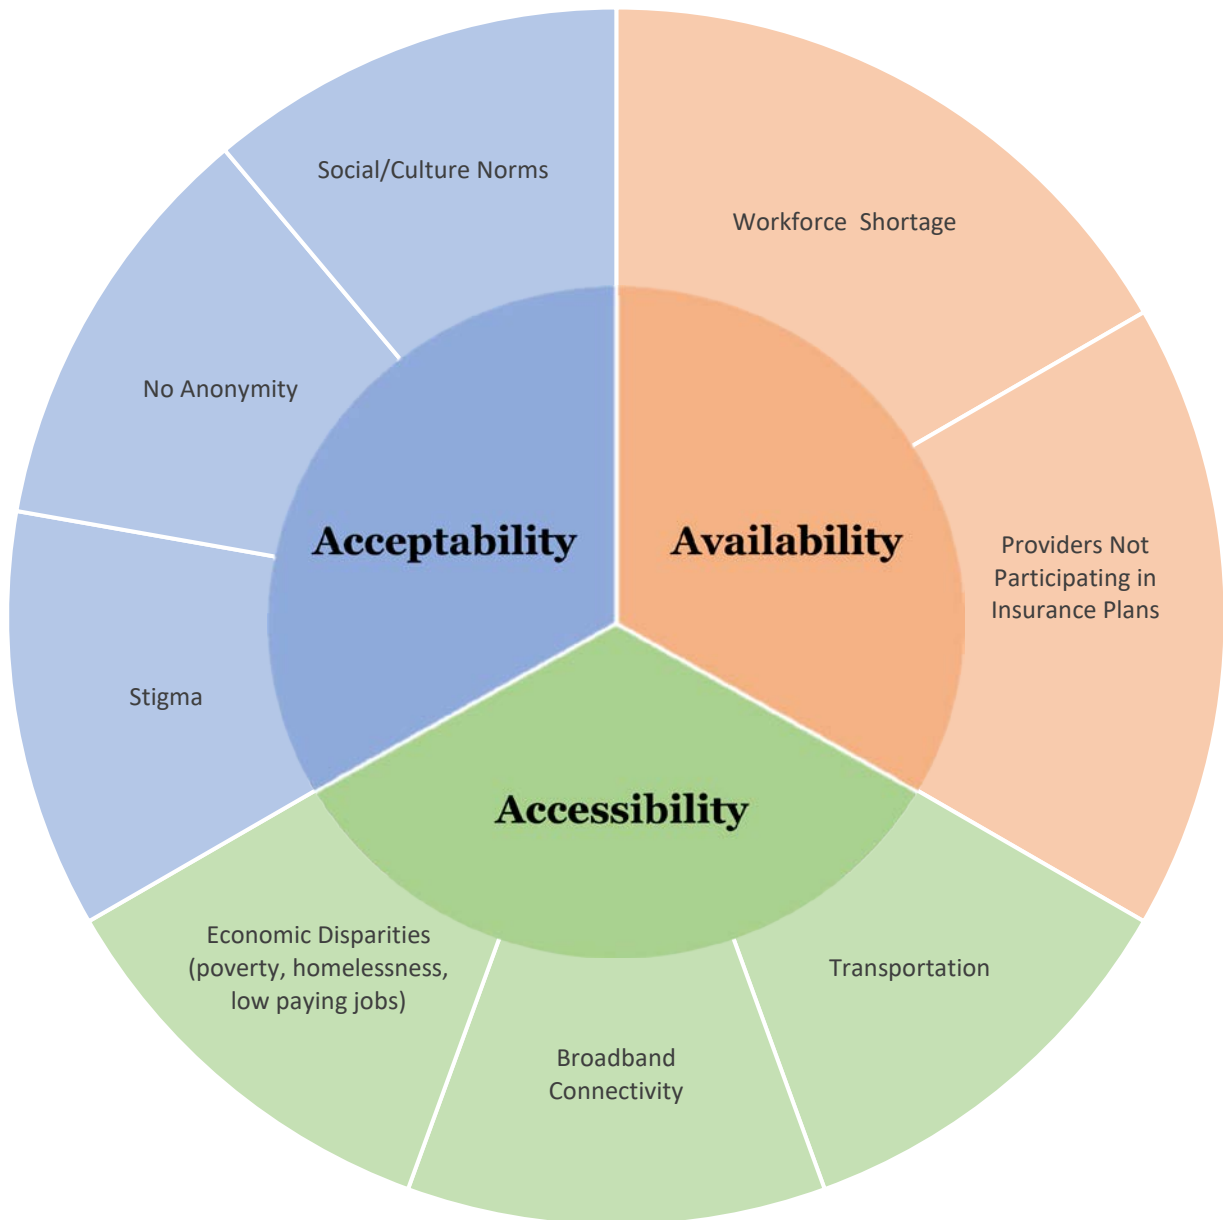 Social/Culture Norms
Workforce  Shortage
No Anonymity
Acceptability
Availability
Providers Not
Participating in
Insurance Plans
Stigma
Accessibility
Economic Disparities
(poverty, homelessness,
low paying jobs)
Transportation
Broadband
Connectivity